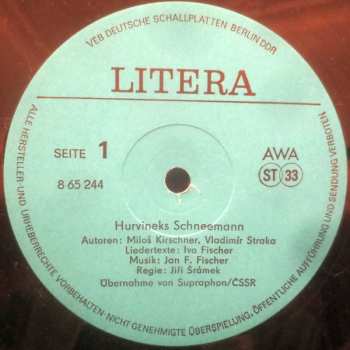 VEB DEUTSCHE SCHALLPLATTEN BERLIN DDR
LITERA
SEITE 1
8 65 244
AWA
ST 33
Hurvineks Schneemann
Autoren: Miloš Kirschner, Vladimír Straka
Liedertexte: Ivo Fischer
Musik: Jan F. Fischer
Regie: Jiří Šrámek
Übernahme von Supraphon/ČSSR
ALLE HERSTELLER- UND URHEBERRECHTE VORBEHALTEN · NICHT GENEHMIGTE ÜBERSPIELUNG, ÖFFENTLICHE AUFFÜHRUNG UND SENDUNG VERBOTEN.